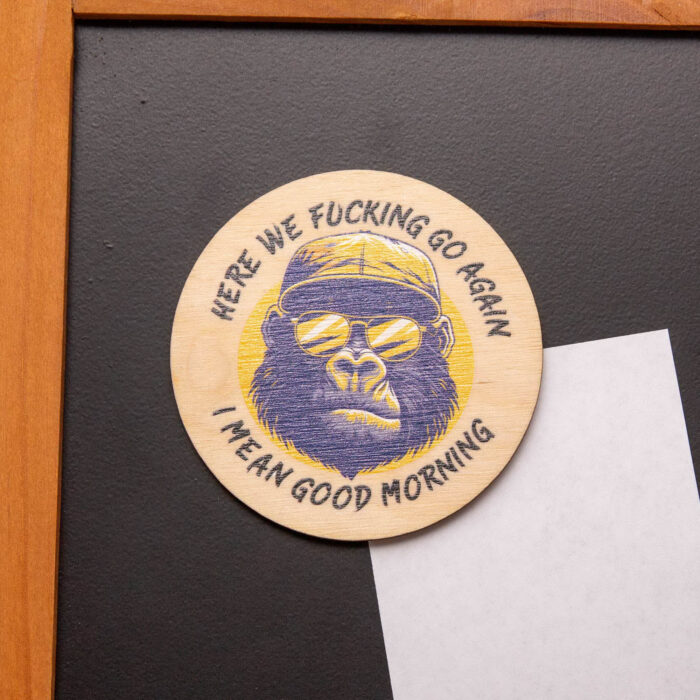 HERE WE FUCKING GO AGAIN
I MEAN GOOD MORNING